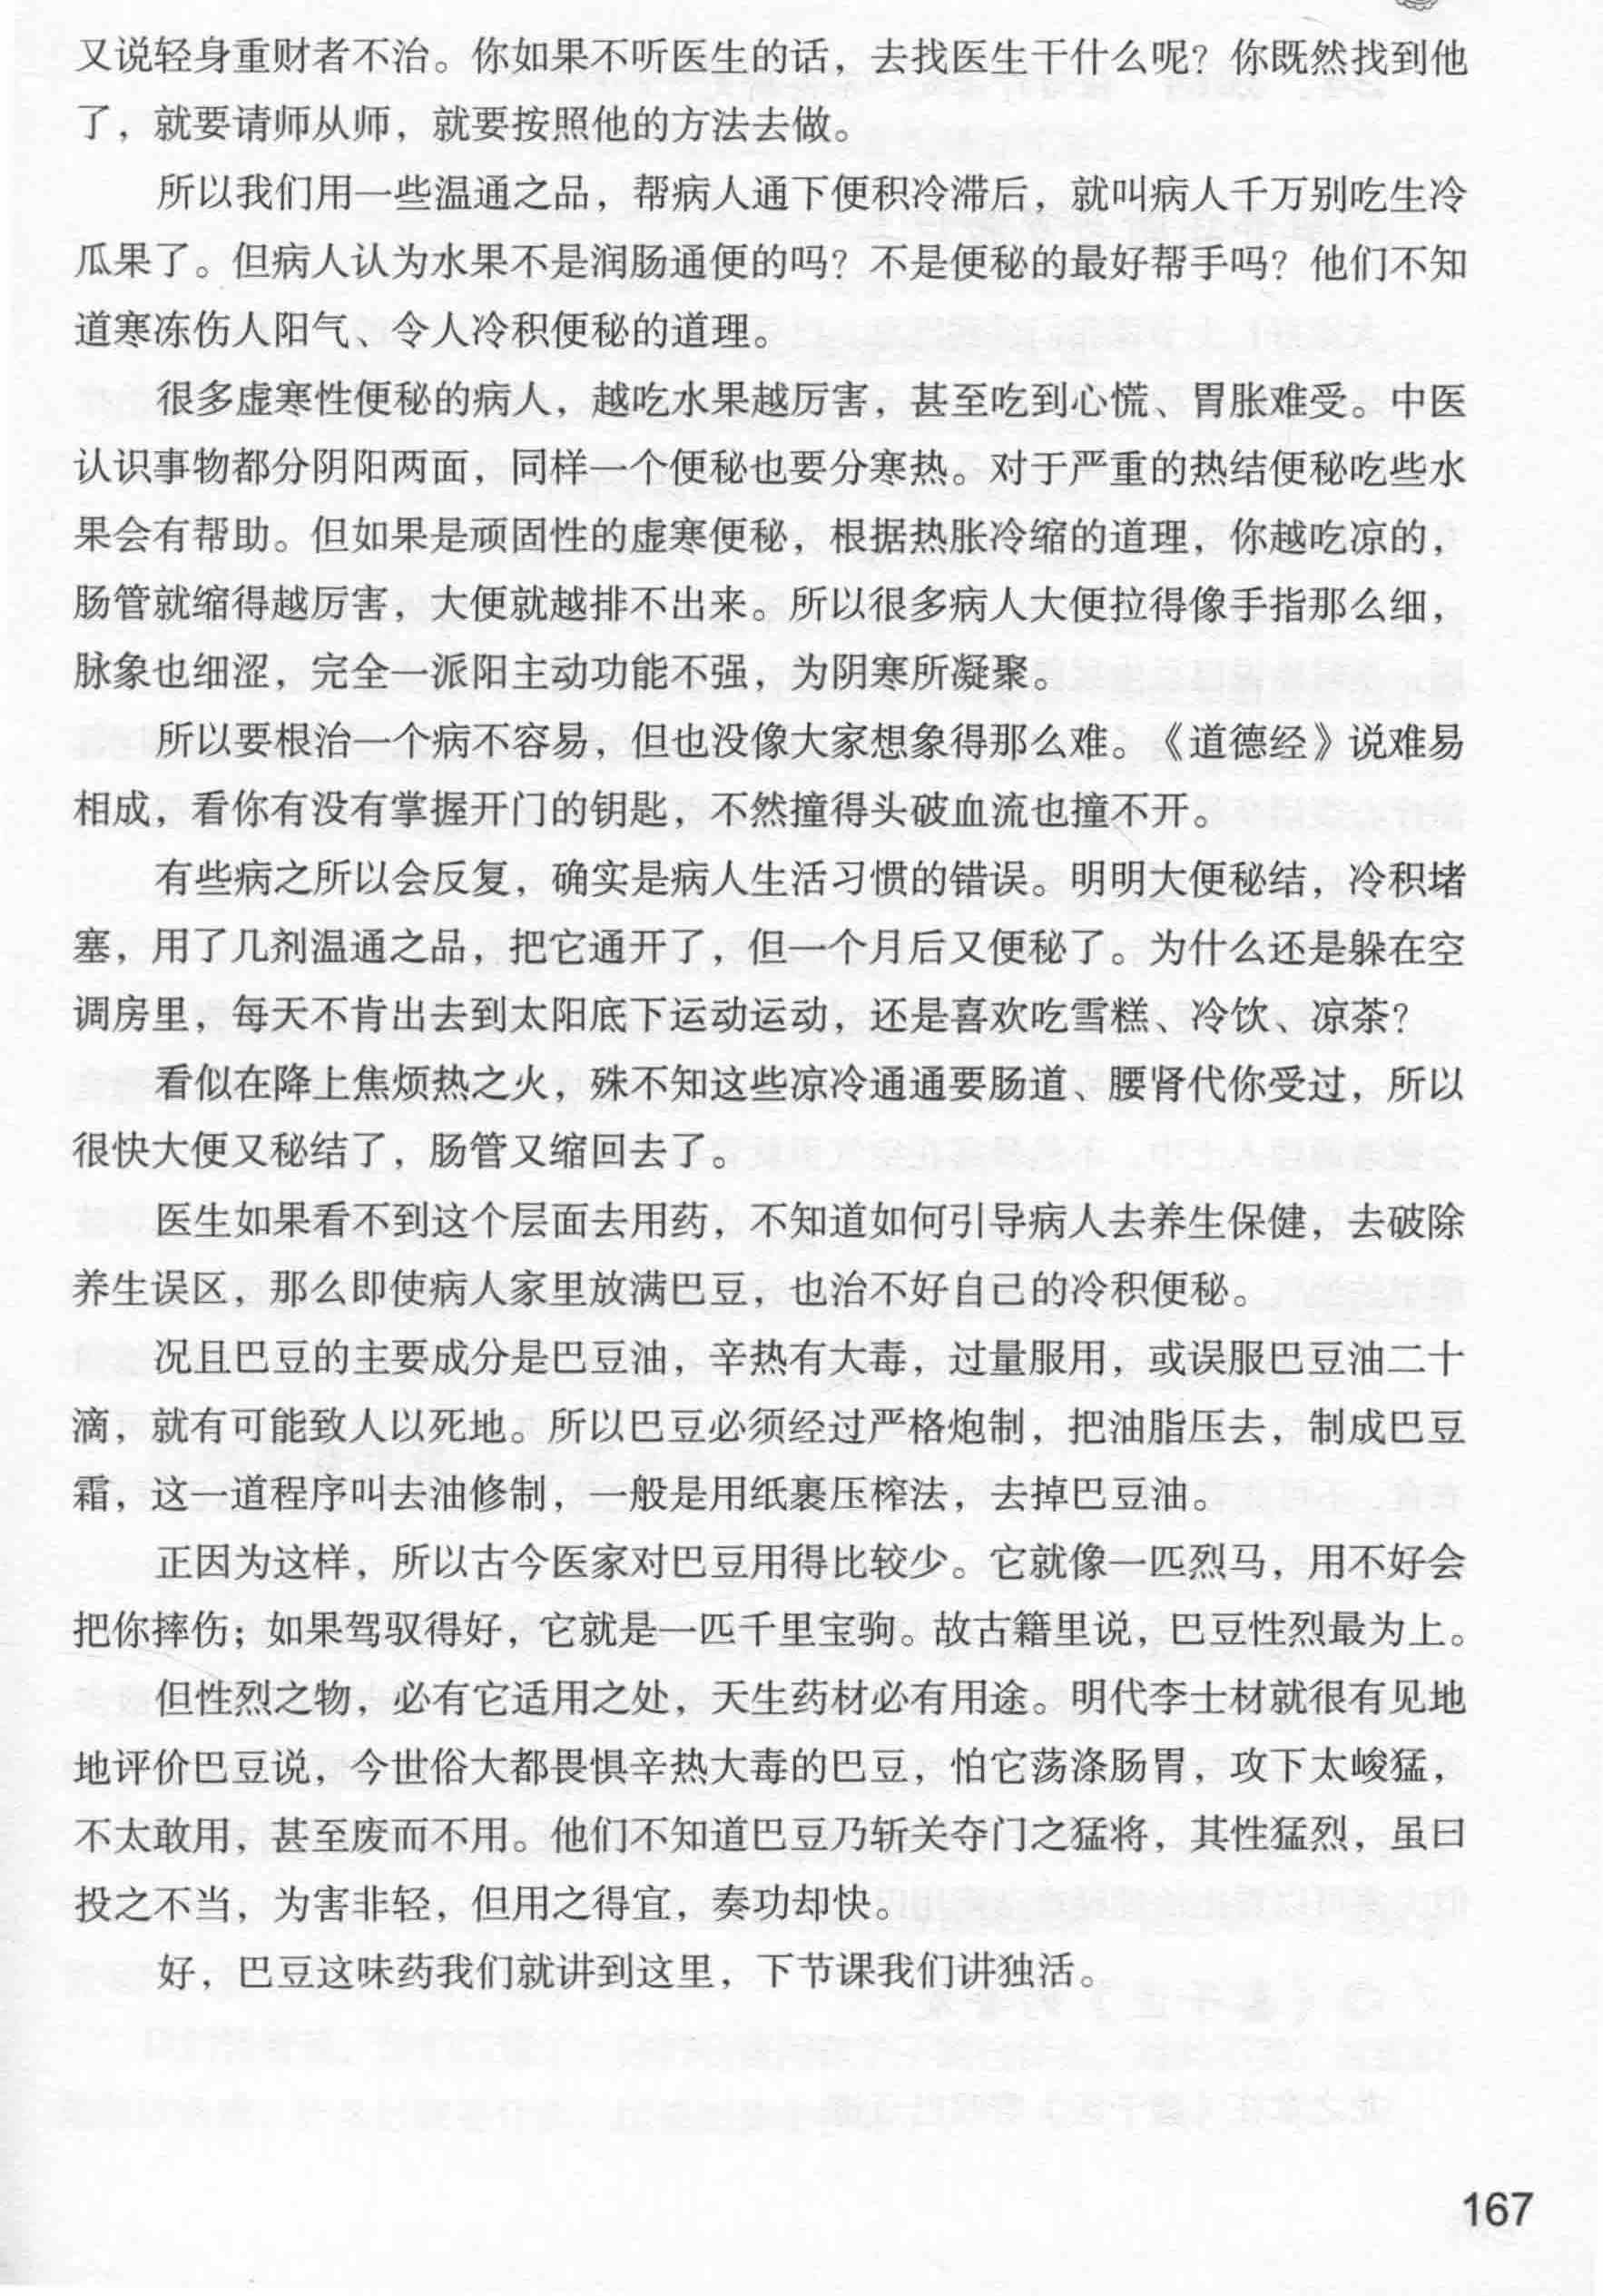 又说轻身重财者不治。你如果不听医生的话，去找医生干什么呢？你既然找到他
了，就要请师从师，就要按照他的方法去做。
所以我们用一些温通之品，帮病人通下便积冷滞后，就叫病人千万别吃生冷
瓜果了。但病人认为水果不是润肠通便的吗？不是便秘的最好帮手吗？他们不知
道寒冻伤人阳气、令人冷积便秘的道理。
很多虚寒性便秘的病人，越吃水果越厉害，甚至吃到心慌、胃胀难受。中医
认识事物都分阴阳两面，同样一个便秘也要分寒热。对于严重的热结便秘吃些水
果会有帮助。但如果是顽固性的虚寒便秘，根据热胀冷缩的道理，你越吃凉的，
肠管就缩得越厉害，大便就越排不出来。所以很多病人大便拉得像手指那么细，
脉象也细涩，完全一派阳主动功能不强，为阴寒所凝聚。
所以要根治一个病不容易，但也没像大家想象得那么难。《道德经》说难易
相成，看你有没有掌握开门的钥匙，不然撞得头破血流也撞不开。
有些病之所以会反复，确实是病人生活习惯的错误。明明大便秘结，冷积堵
塞，用了几剂温通之品，把它通开了，但一个月后又便秘了。为什么还是躲在空
调房里，每天不肯出去到太阳底下运动运动，还是喜欢吃雪糕、冷饮、凉茶？
看似在降上焦烦热之火，殊不知这些凉冷通通要肠道、腰肾代你受过，所以
很快大便又秘结了，肠管又缩回去了。
医生如果看不到这个层面去用药，不知道如何引导病人去养生保健，去破除
养生误区，那么即使病人家里放满巴豆，也治不好自己的冷积便秘。
况且巴豆的主要成分是巴豆油，辛热有大毒，过量服用，或误服巴豆油二十
滴，就有可能致人以死地。所以巴豆必须经过严格炮制，把油脂压去，制成巴豆
霜，这一道程序叫去油修制，一般是用纸裹压榨法，去掉巴豆油。
正因为这样，所以古今医家对巴豆用得比较少。它就像一匹烈马，用不好会
把你摔伤；如果驾驭得好，它就是一匹千里宝驹。故古籍里说，巴豆性烈最为上。
但性烈之物，必有它适用之处，天生药材必有用途。明代李士材就很有见地
地评价巴豆说，今世俗大都畏惧辛热大毒的巴豆，怕它荡涤肠胃，攻下太峻猛，
不太敢用，甚至废而不用。他们不知道巴豆乃斩关夺门之猛将，其性猛烈，虽曰
投之不当，为害非轻，但用之得宜，奏功却快。
好，巴豆这味药我们就讲到这里，下节课我们讲独活。
167